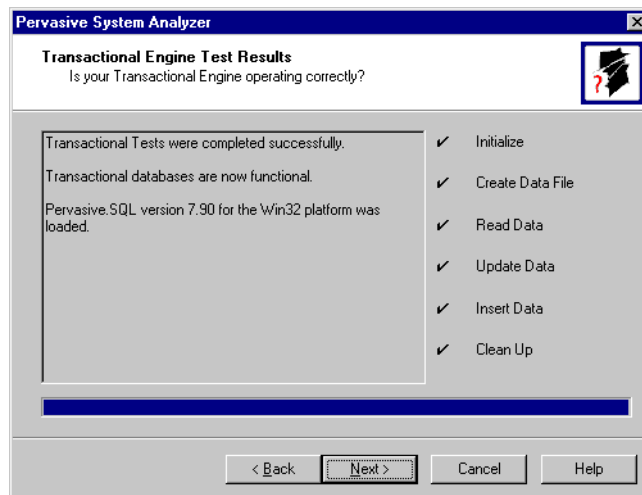 Pervasive System Analyzer
Transactional Engine Test Results
Is your Transactional Engine operating correctly?
?
Transactional Tests were completed successfully.
Transactional databases are now functional.
Pervasive.SQL version 7.90 for the Win32 platform was
loaded.
✔ Initialize
✔ Create Data File
✔ Read Data
✔ Update Data
✔ Insert Data
✔ Clean Up
< Back
Next >
Cancel
Help